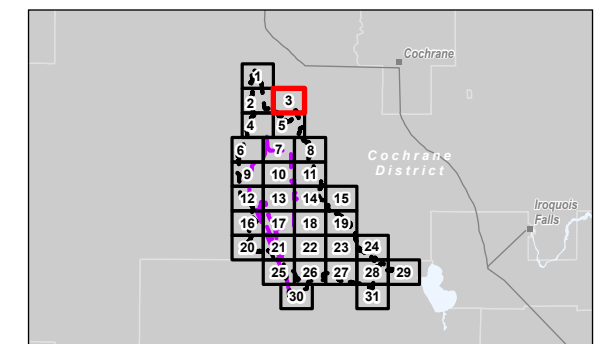 Cochrane
1
2 3
4 5
6 7 8
Cochrane
District
9 10 11
12 13 14 15
Iroquois
Falls
16 17 18 19
20 21 22 23 24
25 26 27 28 29
30 31